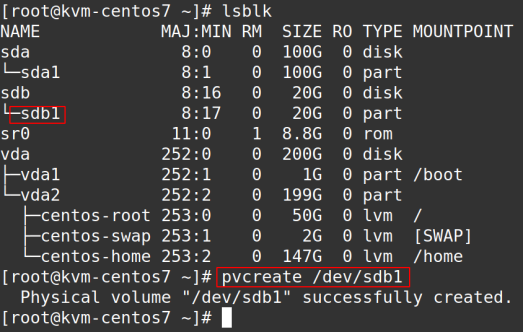 [root@kvm-centos7 ~]# lsblk
NAME            MAJ:MIN RM  SIZE RO TYPE MOUNTPOINT
sda               8:0    0  100G  0 disk
└─sda1            8:1    0  100G  0 part
sdb               8:16   0   20G  0 disk
└─sdb1            8:17   0   20G  0 part
sr0              11:0    1  8.8G  0 rom
vda             252:0    0  200G  0 disk
├─vda1          252:1    0    1G  0 part /boot
└─vda2          252:2    0  199G  0 part
  ├─centos-root 253:0    0   50G  0 lvm  /
  ├─centos-swap 253:1    0    2G  0 lvm  [SWAP]
  └─centos-home 253:2    0  147G  0 lvm  /home
[root@kvm-centos7 ~]# pvcreate /dev/sdb1
  Physical volume "/dev/sdb1" successfully created.
[root@kvm-centos7 ~]#